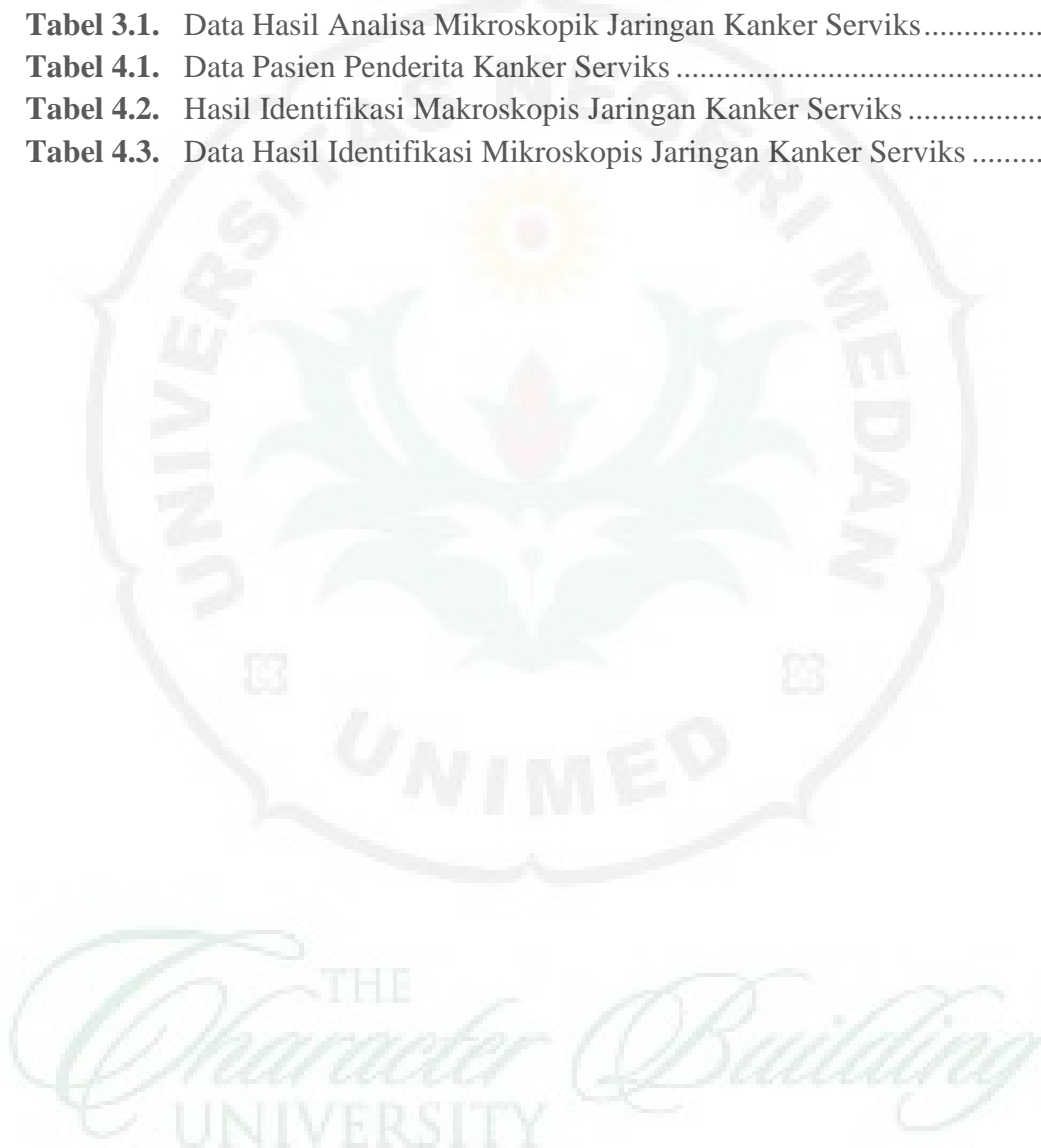 Tabel 3.1. Data Hasil Analisa Mikroskopik Jaringan Kanker Serviks...............
Tabel 4.1. Data Pasien Penderita Kanker Serviks............................................
Tabel 4.2. Hasil Identifikasi Makroskopis Jaringan Kanker Serviks................
Tabel 4.3. Data Hasil Identifikasi Mikroskopis Jaringan Kanker Serviks.........
UNIVERSITAS NEGERI MEDAN
UNIMED
THE
Character Building
UNIVERSITY